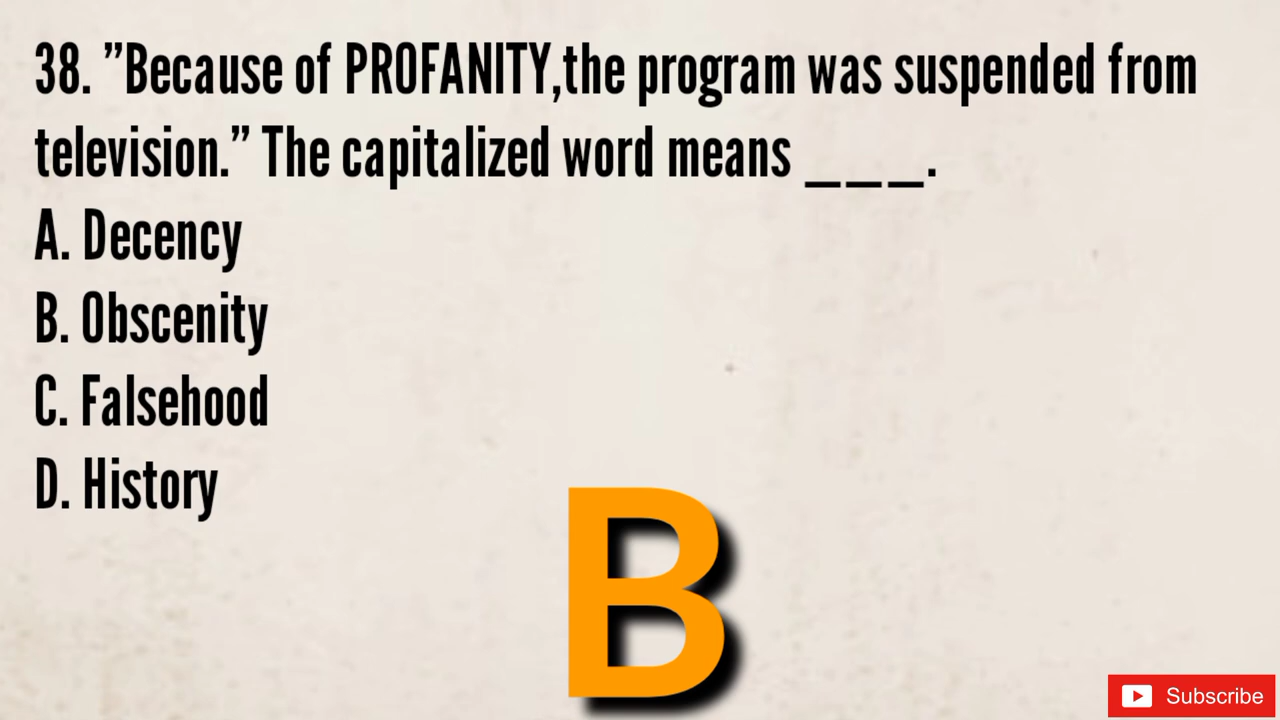 38. ”Because of PROFANITY,the program was suspended from
television.” The capitalized word means ___.
A. Decency
B. Obscenity
C. Falsehood
D. History
B
Subscribe